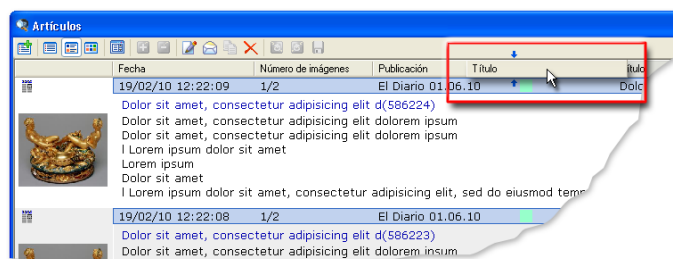 Artículos
Fecha Número de imágenes Publicación Título
19/02/10 12:22:09 1/2 El Diario 01.06.10
Dolor sit amet, consectetur adipisicing elit d(586224)
Dolor sit amet, consectetur adipisicing elit dolorem ipsum
Dolor sit amet, consectetur adipisicing elit dolorem ipsum
l Lorem ipsum dolor sit amet
Lorem ipsum
Dolor sit amet
l Lorem ipsum dolor sit amet, consectetur adipisicing elit, sed do eiusmod temp
19/02/10 12:22:08 1/2 El Diario 01.06.10
Dolor sit amet, consectetur adipisicing elit d(586223)
Dolor sit amet, consectetur adipisicing elit dolorem ipsum